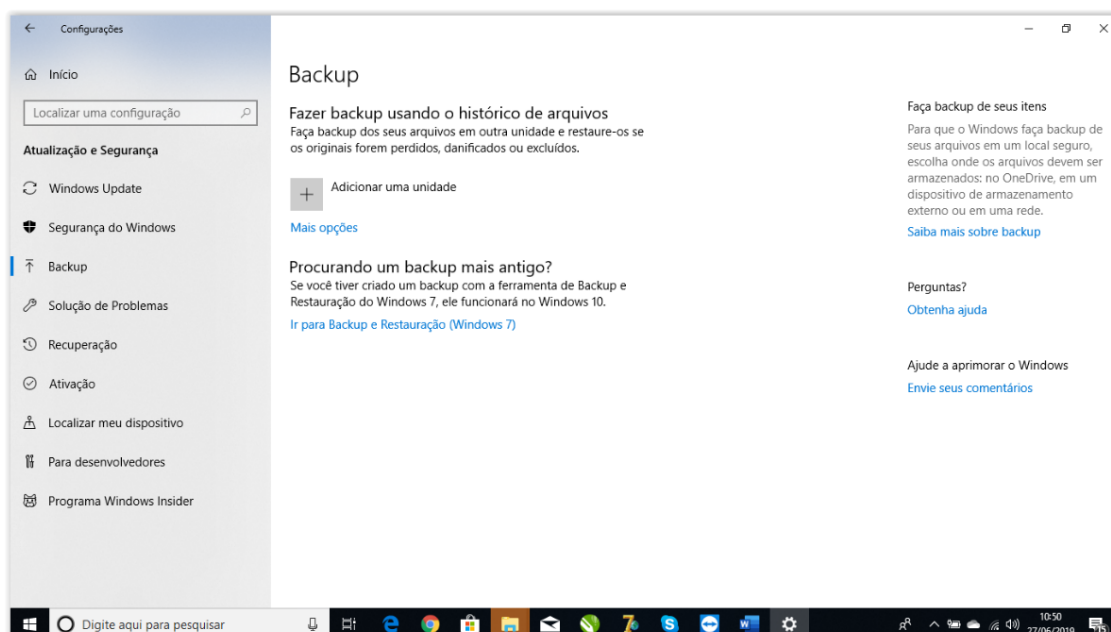 Configurações
Início
Localizar uma configuração
Atualização e Segurança
Windows Update
Segurança do Windows
Backup
Solução de Problemas
Recuperação
Ativação
Localizar meu dispositivo
Para desenvolvedores
Programa Windows Insider
Backup
Fazer backup usando o histórico de arquivos
Faça backup dos seus arquivos em outra unidade e restaure-os se
os originais forem perdidos, danificados ou excluídos.
Adicionar uma unidade
Mais opções
Procurando um backup mais antigo?
Se você tiver criado um backup com a ferramenta de Backup e
Restauração do Windows 7, ele funcionará no Windows 10.
Ir para Backup e Restauração (Windows 7)
Faça backup de seus itens
Para que o Windows faça backup de
seus arquivos em um local seguro,
escolha onde os arquivos devem ser
armazenados: no OneDrive, em um
dispositivo de armazenamento
externo ou em uma rede.
Saiba mais sobre backup
Perguntas?
Obtenha ajuda
Ajude a aprimorar o Windows
Envie seus comentários
Digite aqui para pesquisar
10:50
27/06/2019